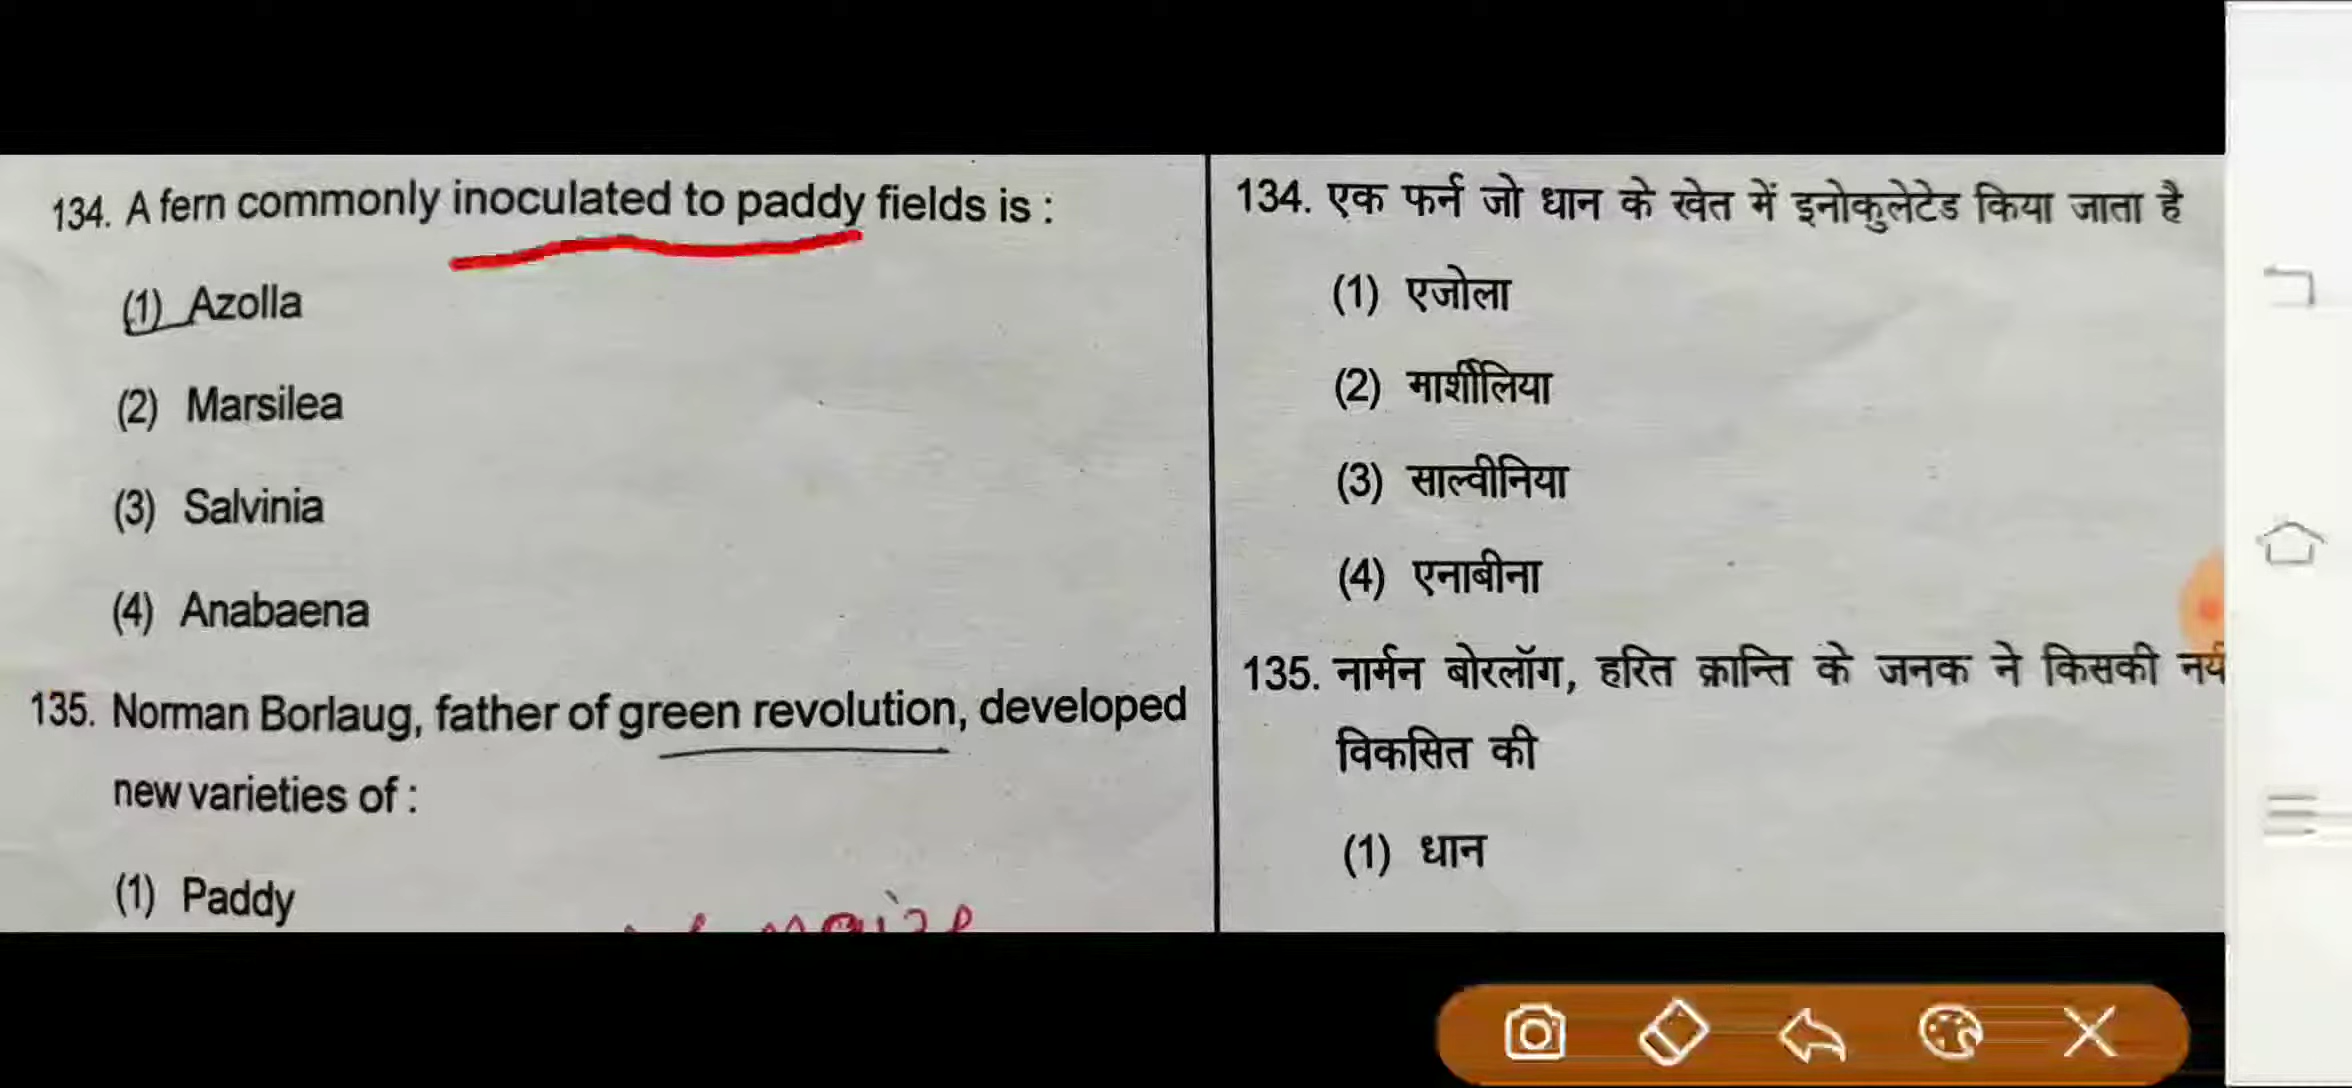 134. A fern commonly inoculated to paddy fields is :
(1) Azolla
(2) Marsilea
(3) Salvinia
(4) Anabaena
135. Norman Borlaug, father of green revolution, developed
new varieties of :
(1) Paddy
134. एक फर्न जो धान के खेत में इनोकुलेटेड किया जाता है
(1) एजोला
(2) मार्शीलिया
(3) साल्वीनिया
(4) एनाबीना
135. नार्मन बोरलॉग, हरित क्रान्ति के जनक ने किसकी
विकसित की
(1) धान